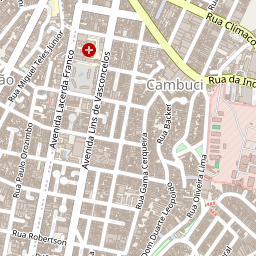 Rua Climaco
Rua da Ind
Cambuci
ão
Rua Miguel Teles Júnior
Avenida Lacerda Franco
Avenida Lins de Vasconcelos
Rua Backer
Rua Paulo Orozimbo
Rua Gama Cerqueira
Rua Oliveira Lima
Rua Robertson
Dom Duarte Leopoldo